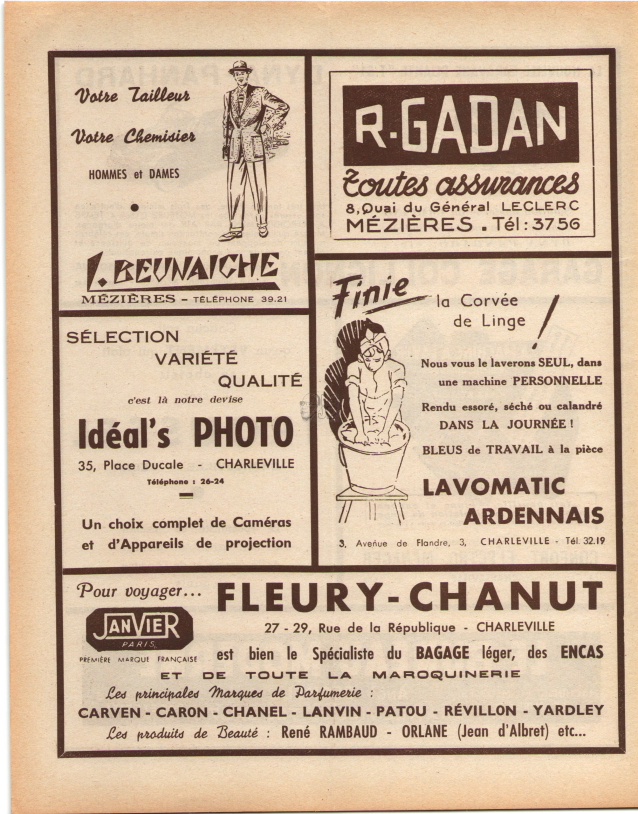 Votre Tailleur
Votre Chemisier
HOMMES et DAMES
I. BEUNAICHE
MÉZIÈRES - TÉLÉPHONE 39.21
R-GADAN
Toutes assurances
8, Quai du Général LECLERC
MÉZIÈRES . Tél : 3756
SÉLECTION
VARIÉTÉ
QUALITÉ
c'est là notre devise
Idéal's PHOTO
35, Place Ducale - CHARLEVILLE
Téléphone : 26-24
Un choix complet de Caméras
et d'Appareils de projection
Finie la Corvée
de Linge !
Nous vous le laverons SEUL, dans
une machine PERSONNELLE
Rendu essoré, séché ou calandré
DANS LA JOURNÉE !
BLEUS de TRAVAIL à la pièce
LAVOMATIC
ARDENNAIS
3, Avenue de Flandre, 3, CHARLEVILLE - Tél. 32.19
Pour voyager... FLEURY-CHANUT
27 - 29, Rue de la République - CHARLEVILLE
JANVIER
PARIS
PREMIÈRE MARQUE FRANÇAISE
est bien le Spécialiste du BAGAGE léger, des ENCAS
ET DE TOUTE LA MAROQUINERIE
Les principales Marques de Parfumerie :
CARVEN - CARON - CHANEL - LANVIN - PATOU - RÉVILLON - YARDLEY
Les produits de Beauté : René RAMBAUD - ORLANE (Jean d'Albret) etc...